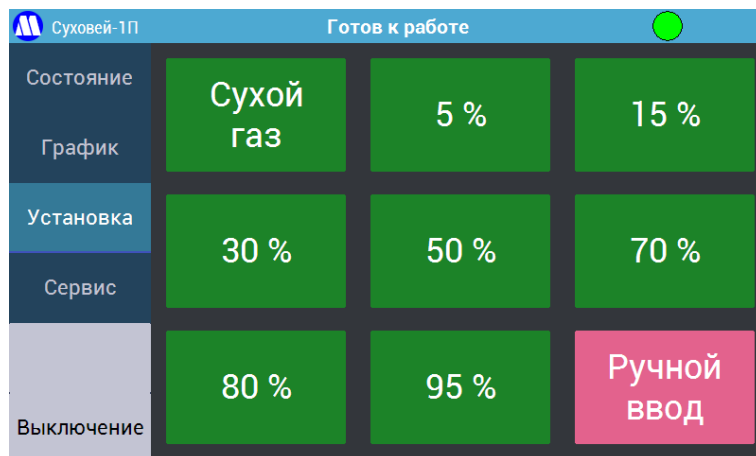 Суховей-1П
Готов к работе
Состояние
График
Установка
Сервис
Выключение
Сухой
газ
5 %
15 %
30 %
50 %
70 %
80 %
95 %
Ручной
ввод